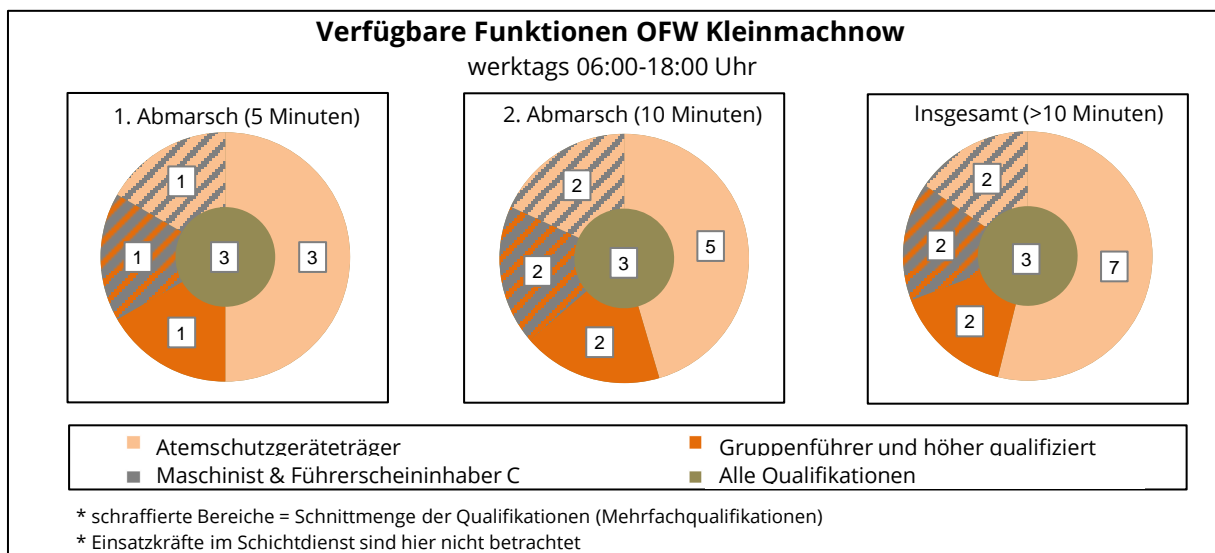 Verfügbare Funktionen OFW Kleinmachnow
werktags 06:00-18:00 Uhr
1. Abmarsch (5 Minuten)
1
1
3
3
1
2. Abmarsch (10 Minuten)
2
2
3
5
2
Insgesamt (>10 Minuten)
2
2
3
7
2
Atemschutzgeräteträger
Gruppenführer und höher qualifiziert
Maschinist & Führerscheininhaber C
Alle Qualifikationen
* schraffierte Bereiche = Schnittmenge der Qualifikationen (Mehrfachqualifikationen)
* Einsatzkräfte im Schichtdienst sind hier nicht betrachtet